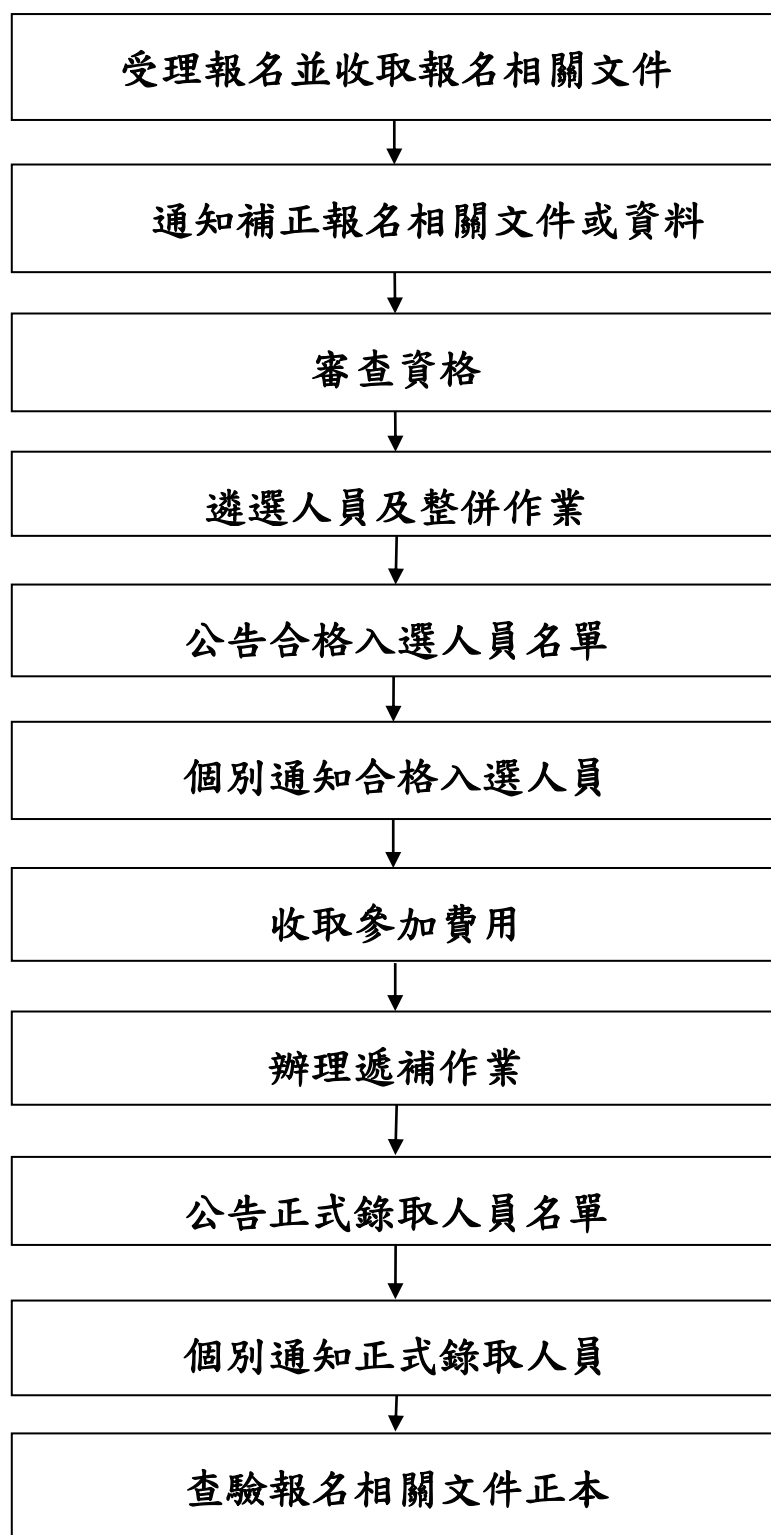 受理報名並收取報名相關文件
通知補正報名相關文件或資料
審查資格
遴選人員及整併作業
公告合格入選人員名單
個別通知合格入選人員
收取參加費用
辦理遞補作業
公告正式錄取人員名單
個別通知正式錄取人員
查驗報名相關文件正本